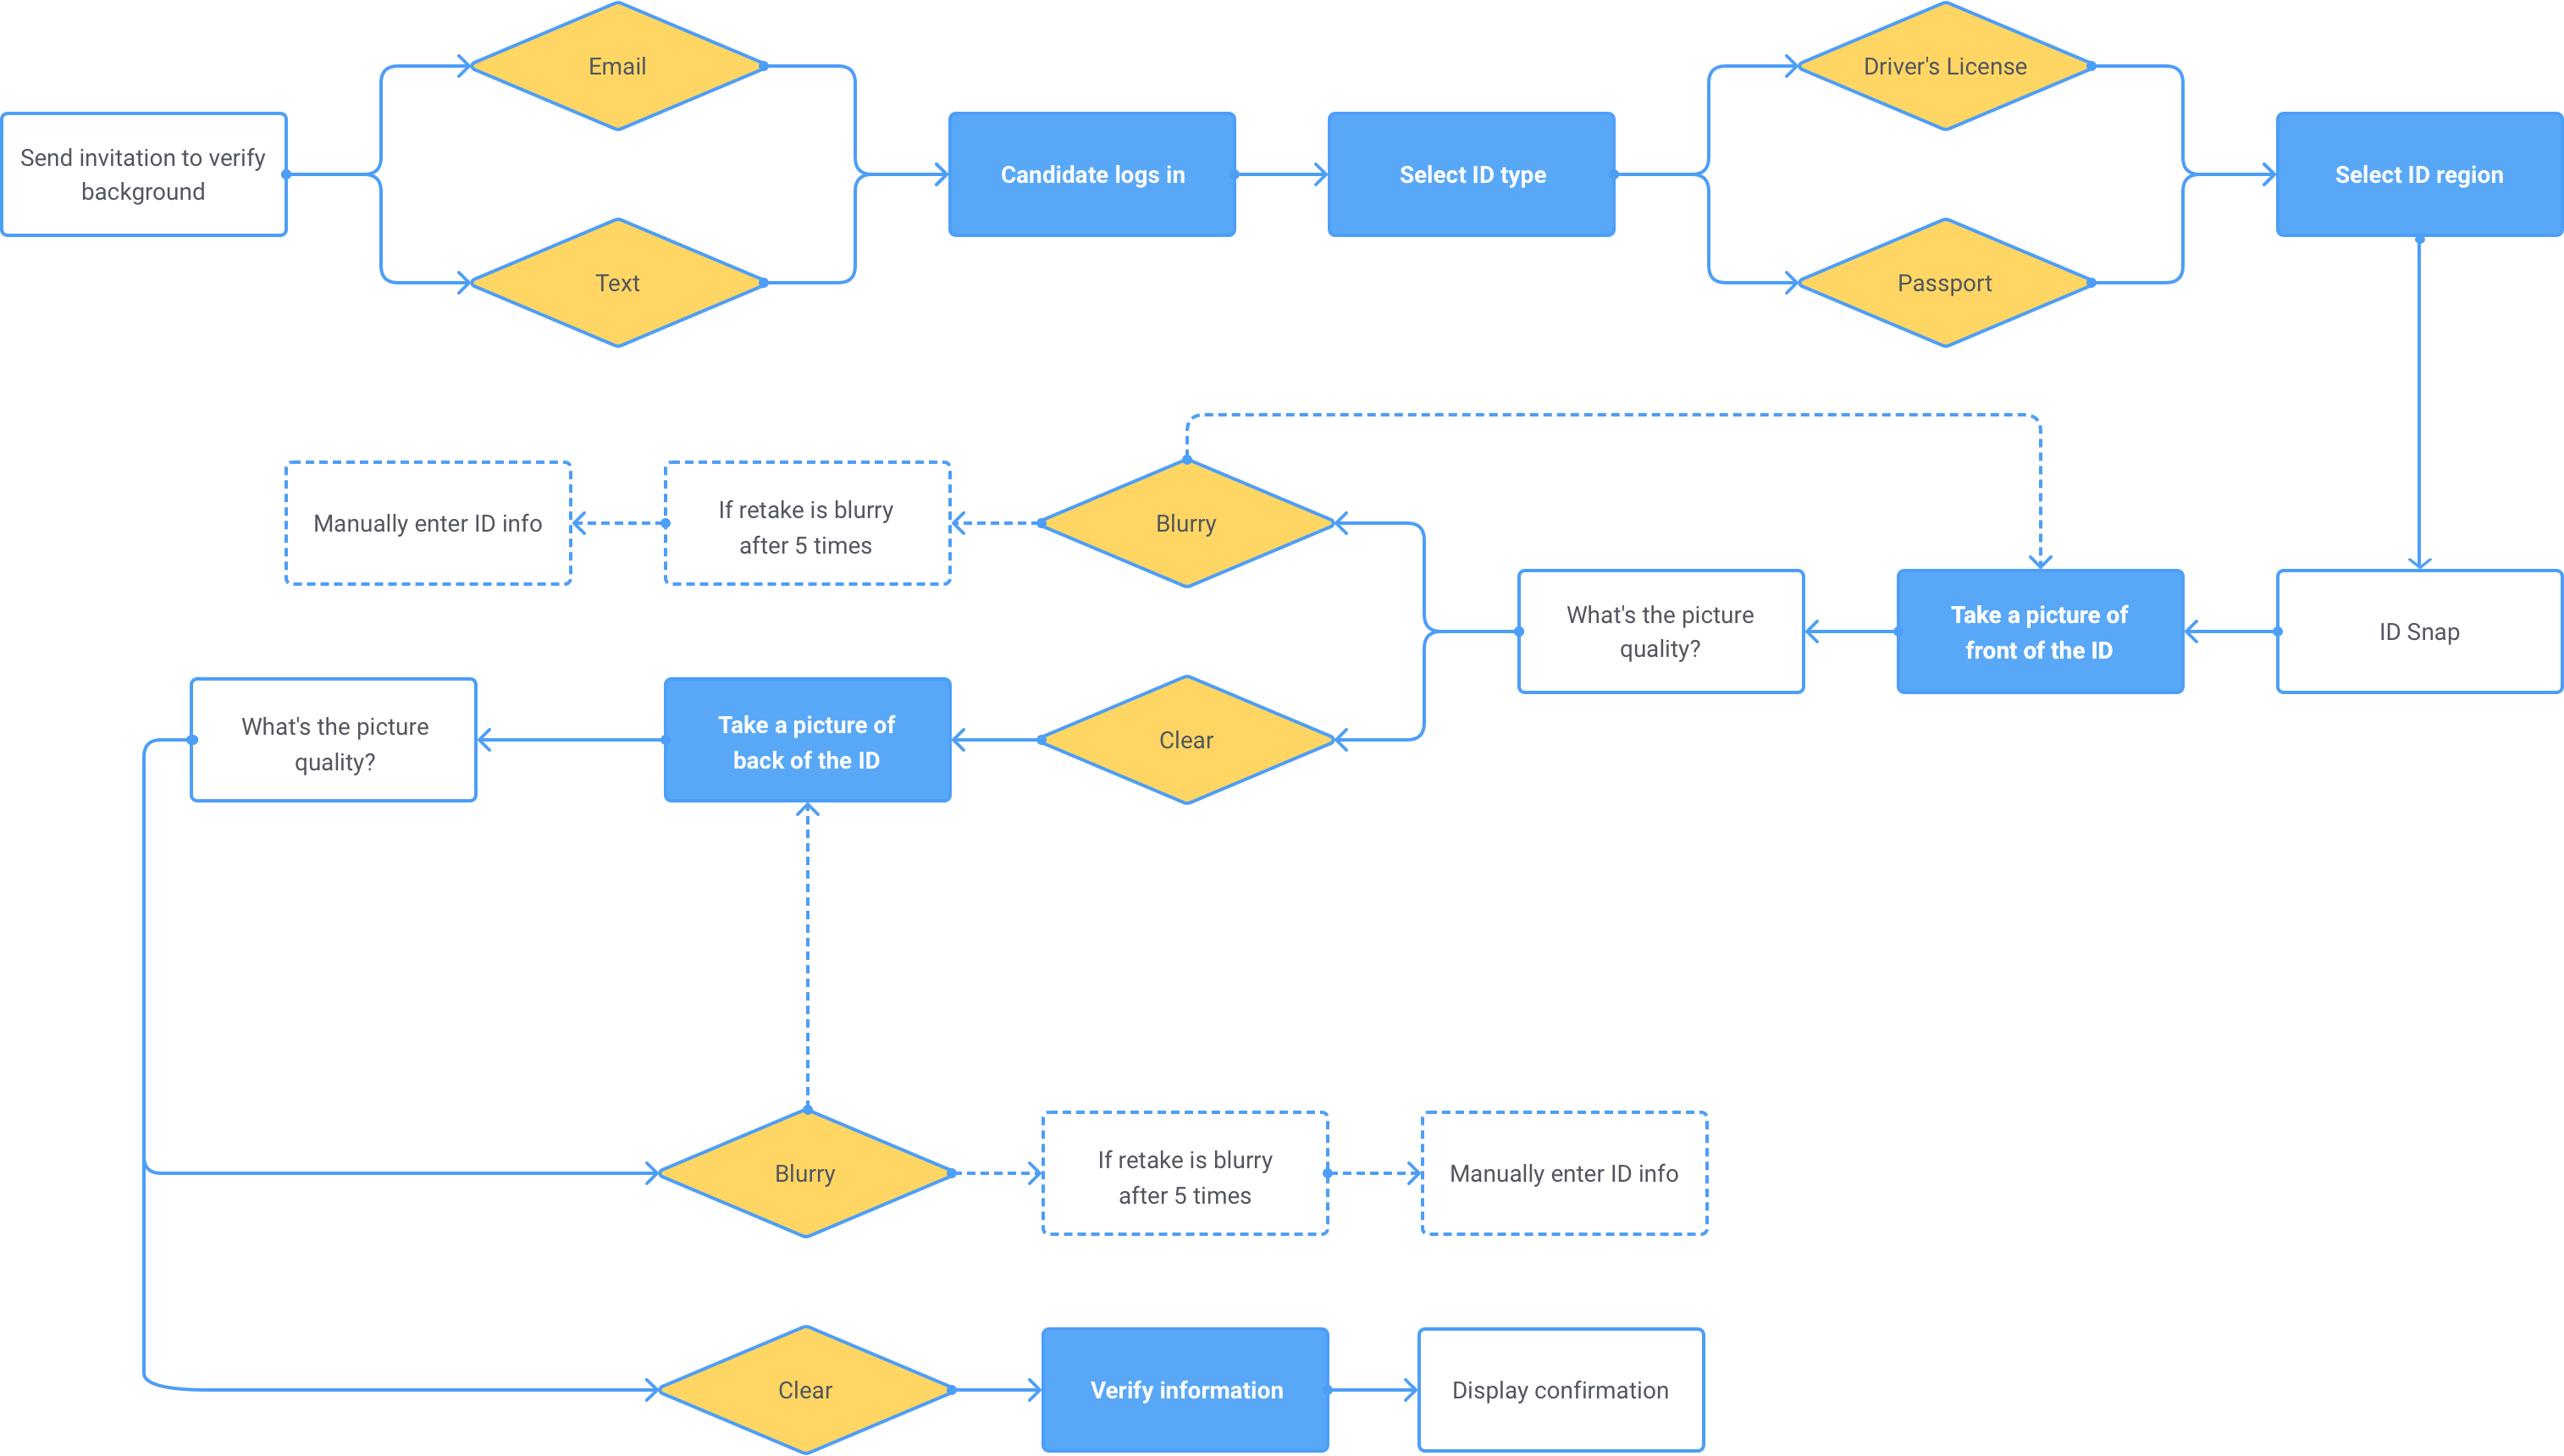 Email
Driver's License
Send invitation to verify
background
Candidate logs in
Select ID type
Select ID region
Text
Passport
Manually enter ID info
If retake is blurry
after 5 times
Blurry
What's the picture
quality?
Take a picture of
front of the ID
ID Snap
What's the picture
quality?
Take a picture of
back of the ID
Clear
Blurry
If retake is blurry
after 5 times
Manually enter ID info
Clear
Verify information
Display confirmation